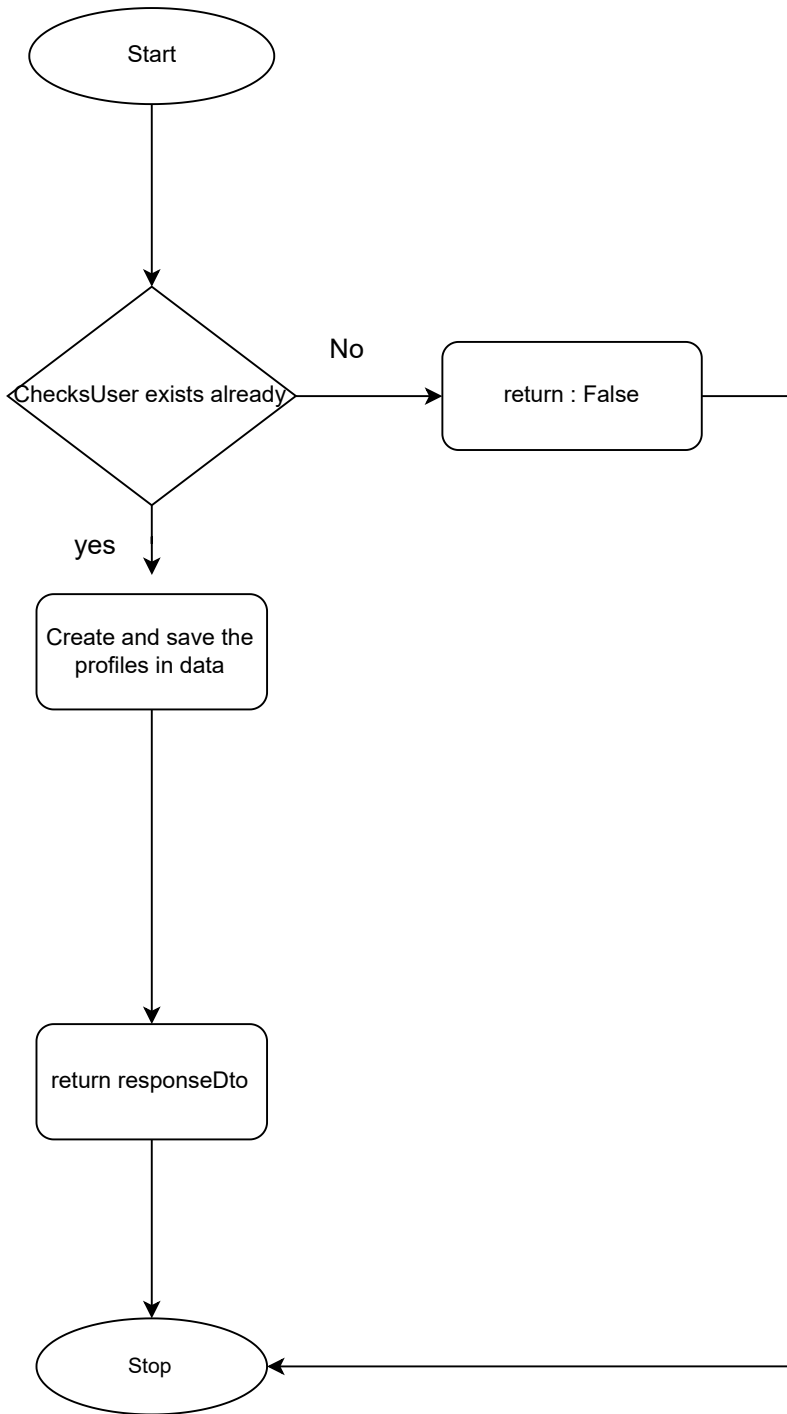 Start
No
ChecksUser exists already
return : False
yes
Create and save the
profiles in data
return responseDto
Stop